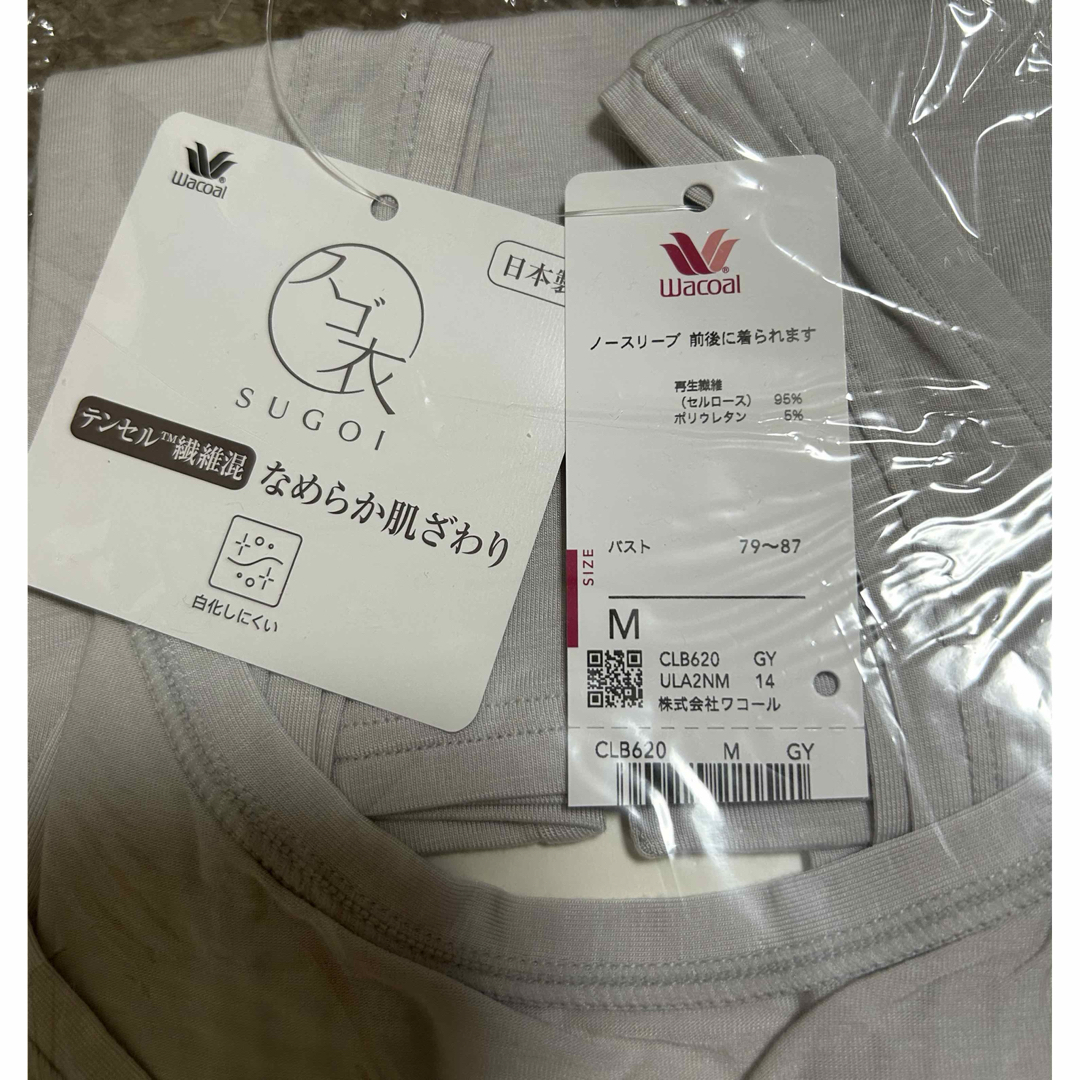 Wacoal
スゴ衣
SUGOI
日本製
テンセル™繊維混
なめらか肌ざわり
白化しにくい
Wacoal
ノースリーブ 前後に着られます
再生繊維
(セルロース) 95%
ポリウレタン 5%
SIZE
バスト 79〜87
M
CLB620 GY
ULA2NM 14
株式会社ワコール
CLB620 M GY